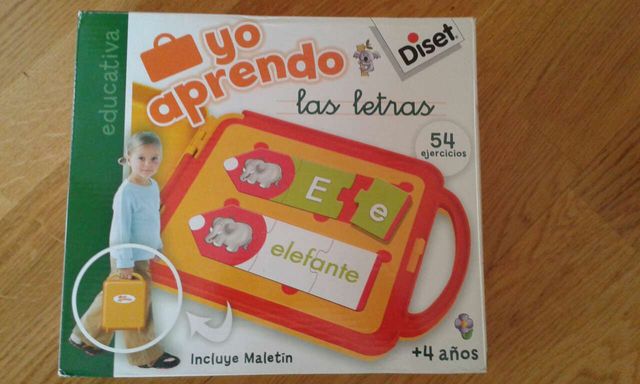 educativa
yo
aprendo
Diset
las letras
54
ejercicios
E e
elefante
Incluye Maletín
+4 años